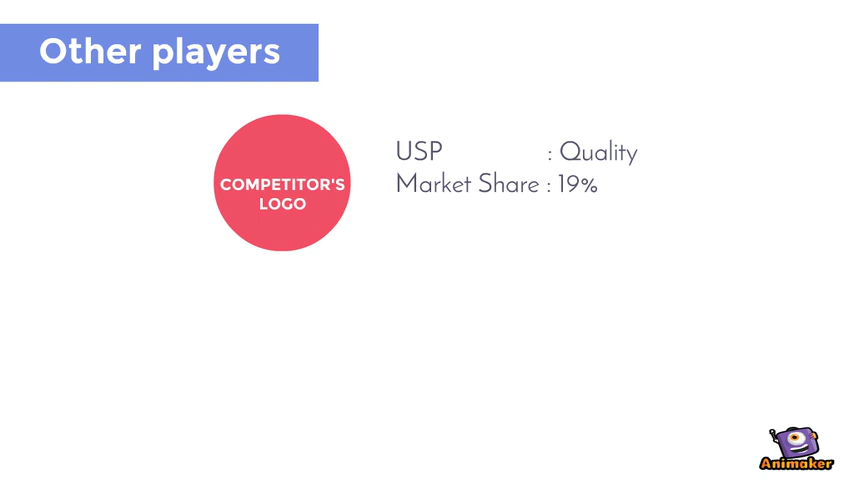 Other players
COMPETITOR'S
LOGO
USP : Quality
Market Share : 19%
Animaker